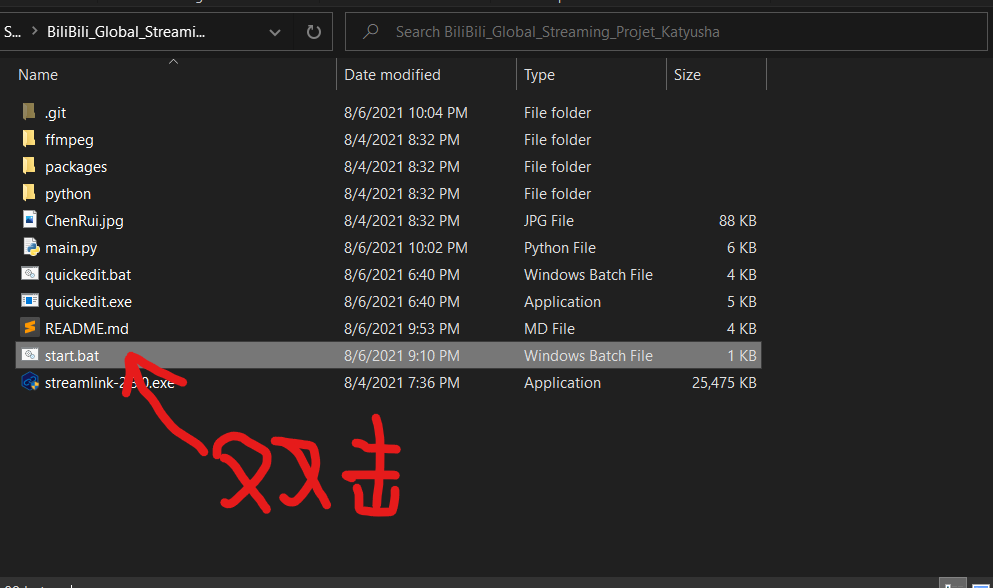 S... > BiliBili_Global_Streami...
Search BiliBili_Global_Streaming_Projet_Katyusha
Name Date modified Type Size
.git 8/6/2021 10:04 PM File folder
ffmpeg 8/4/2021 8:32 PM File folder
packages 8/4/2021 8:32 PM File folder
python 8/4/2021 8:32 PM File folder
ChenRui.jpg 8/4/2021 8:32 PM JPG File 88 KB
main.py 8/6/2021 10:02 PM Python File 6 KB
quickedit.bat 8/6/2021 6:40 PM Windows Batch File 4 KB
quickedit.exe 8/6/2021 6:40 PM Application 5 KB
README.md 8/6/2021 9:53 PM MD File 4 KB
start.bat 8/6/2021 9:10 PM Windows Batch File 1 KB
8/4/2021 7:36 PM Application 25,475 KB
双击